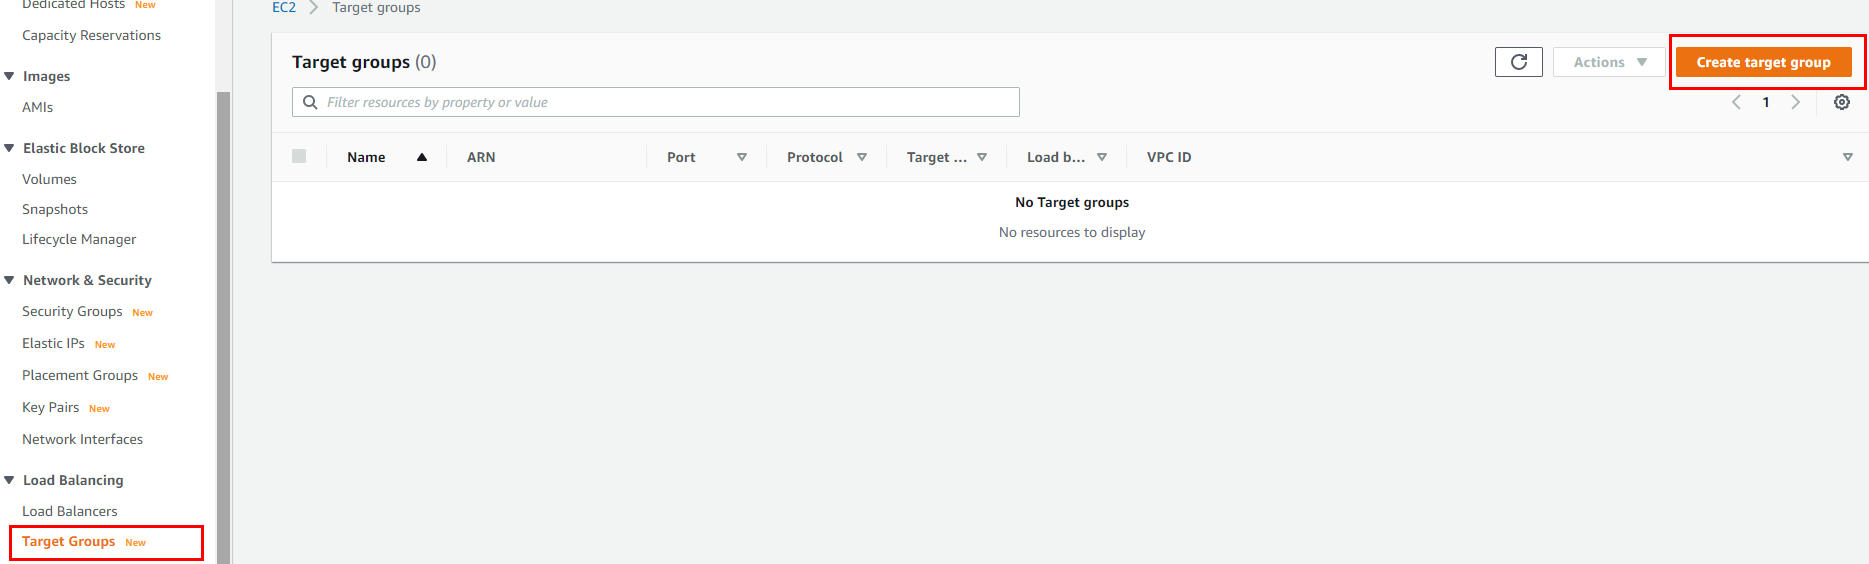 Dedicated Hosts New
Capacity Reservations
Images
AMIs
Elastic Block Store
Volumes
Snapshots
Lifecycle Manager
Network & Security
Security Groups New
Elastic IPs New
Placement Groups New
Key Pairs New
Network Interfaces
Load Balancing
Load Balancers
Target Groups New
EC2 Target groups
Target groups (0)
Actions
Create target group
Filter resources by property or value
1
Name ARN Port Protocol Target ... Load b... VPC ID
No Target groups
No resources to display